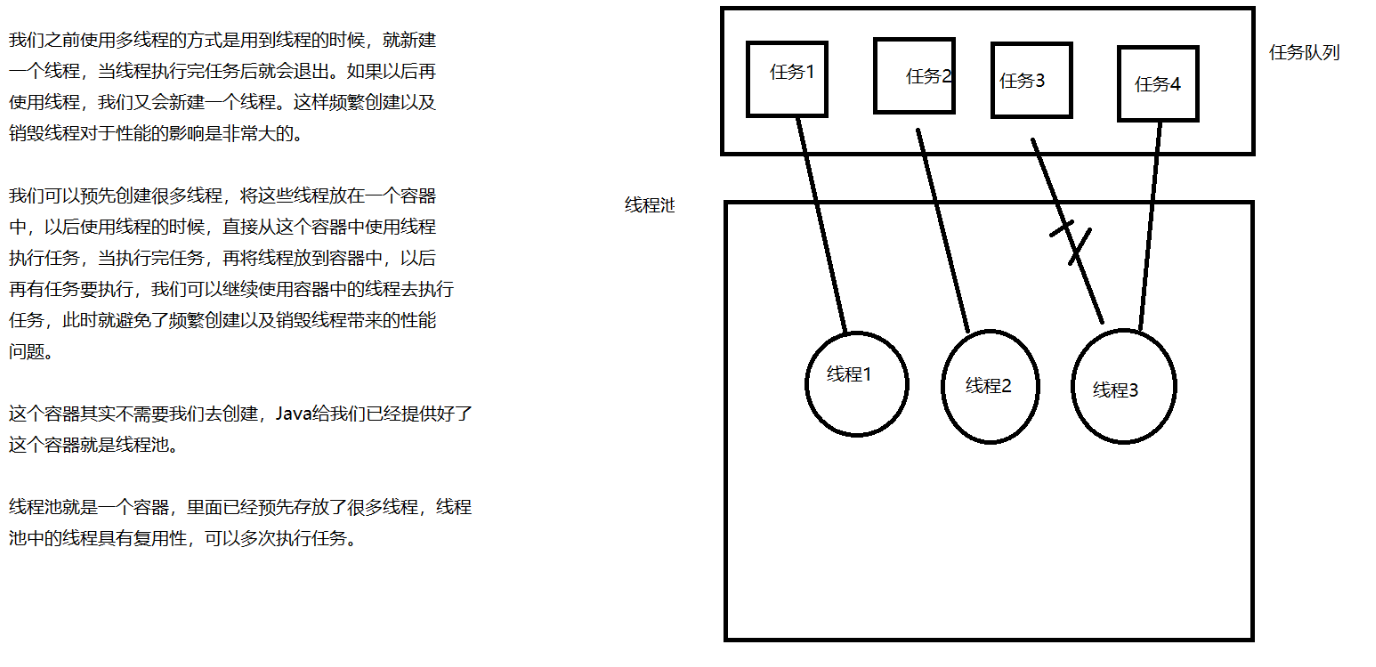 我们之前使用多线程的方式是用到线程的时候，就新建
一个线程，当线程执行完任务后就会退出。如果以后再
使用线程，我们又会新建一个线程。这样频繁创建以及
销毁线程对于性能的影响是非常大的。
我们可以预先创建很多线程，将这些线程放在一个容器
中，以后使用线程的时候，直接从这个容器中使用线程
执行任务，当执行完任务，再将线程放到容器中，以后
再有任务要执行，我们可以继续使用容器中的线程去执行
任务，此时就避免了频繁创建以及销毁线程带来的性能
问题。
这个容器其实不需要我们去创建，Java给我们已经提供好了
这个容器就是线程池。
线程池就是一个容器，里面已经预先存放了很多线程，线程
池中的线程具有复用性，可以多次执行任务。
任务1
任务2
任务3
任务4
任务队列
线程池
线程1
线程2
线程3